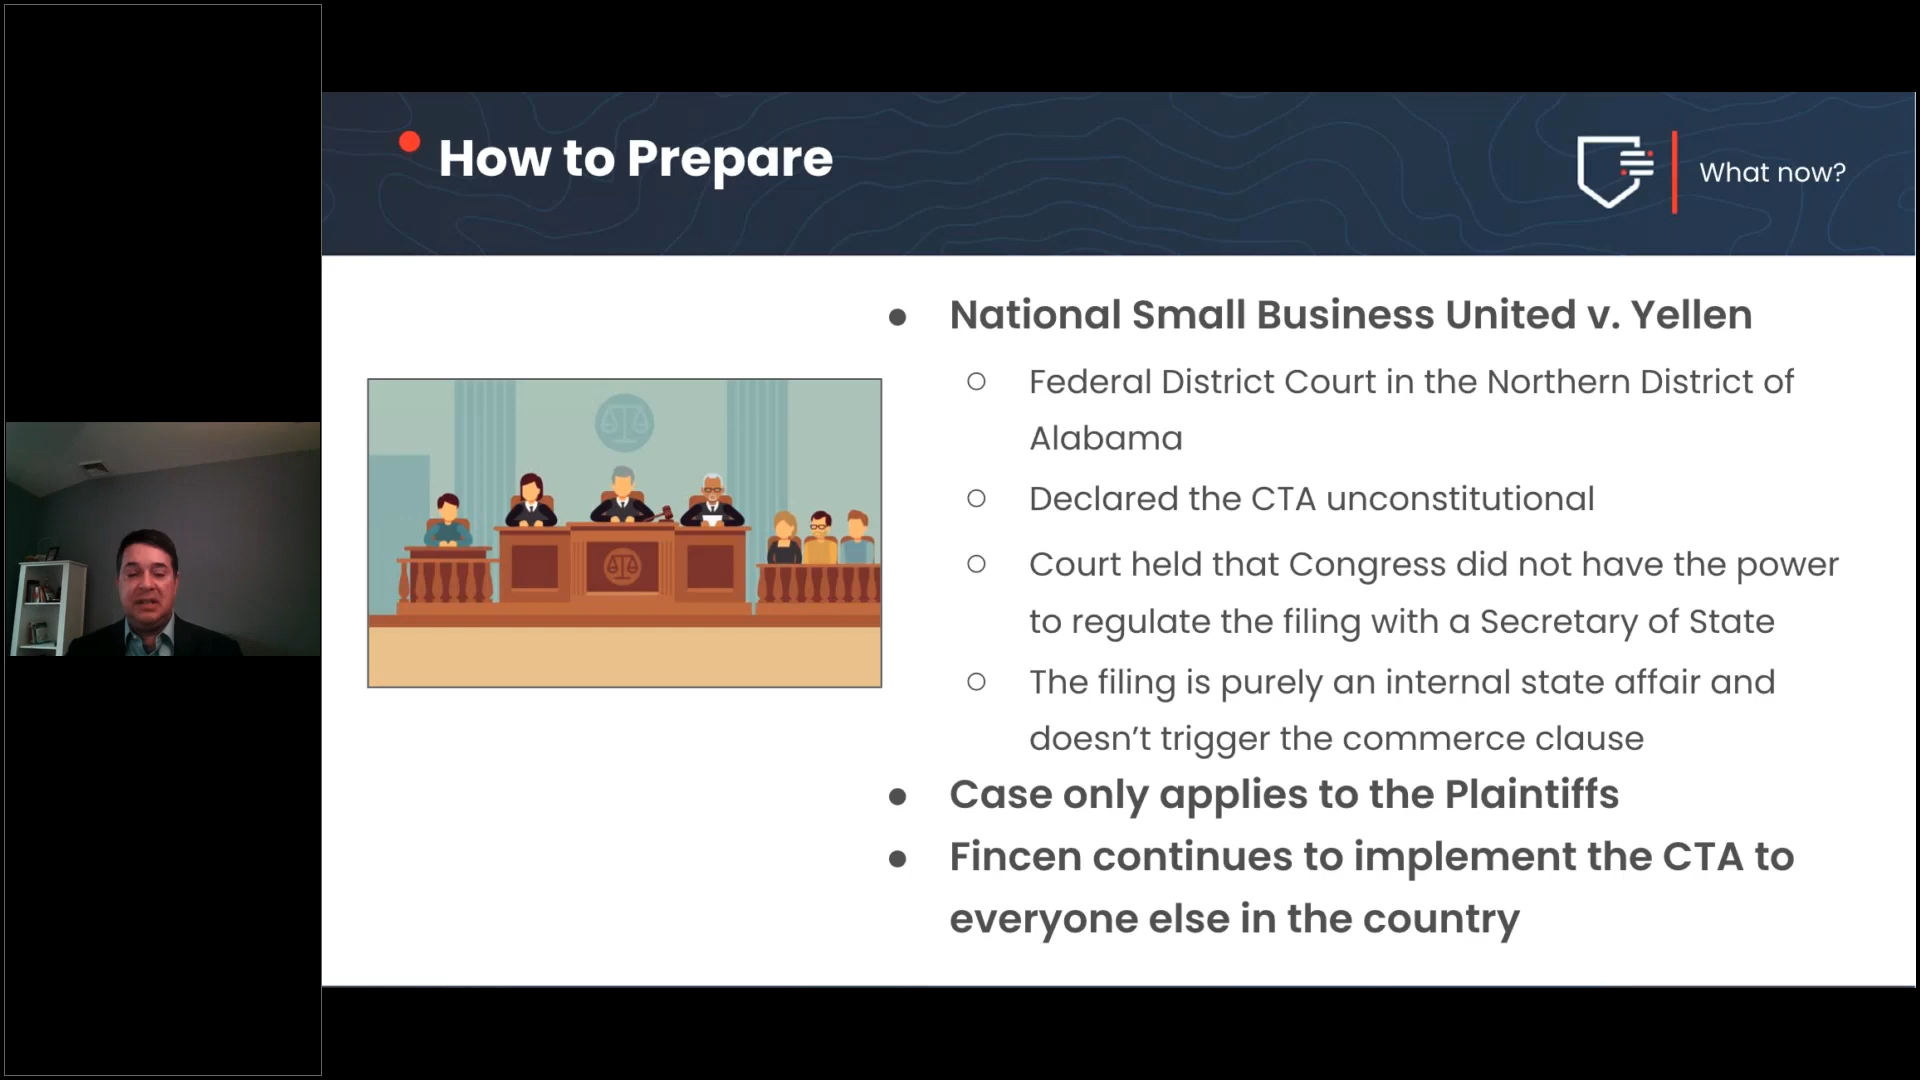 How to Prepare
What now?
● National Small Business United v. Yellen
○ Federal District Court in the Northern District of
Alabama
○ Declared the CTA unconstitutional
○ Court held that Congress did not have the power
to regulate the filing with a Secretary of State
○ The filing is purely an internal state affair and
doesn’t trigger the commerce clause
● Case only applies to the Plaintiffs
● Fincen continues to implement the CTA to
everyone else in the country